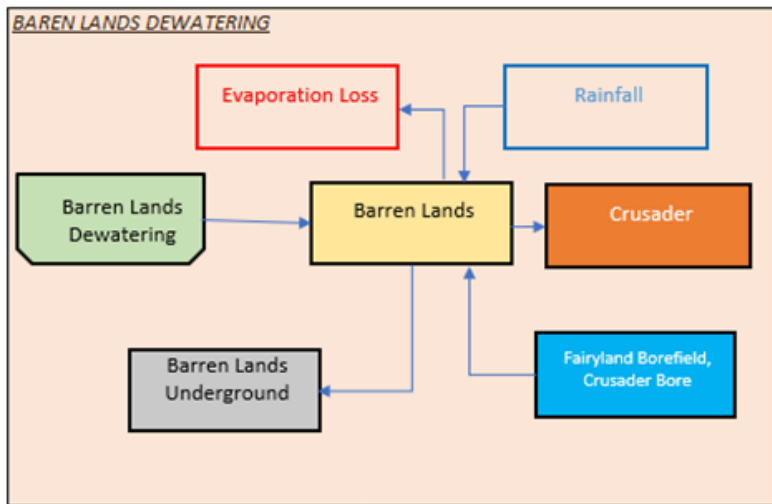 BAREN LANDS DEWATERING
Evaporation Loss
Rainfall
Barren Lands
Dewatering
Barren Lands
Crusader
Barren Lands
Underground
Fairyland Borefield,
Crusader Bore